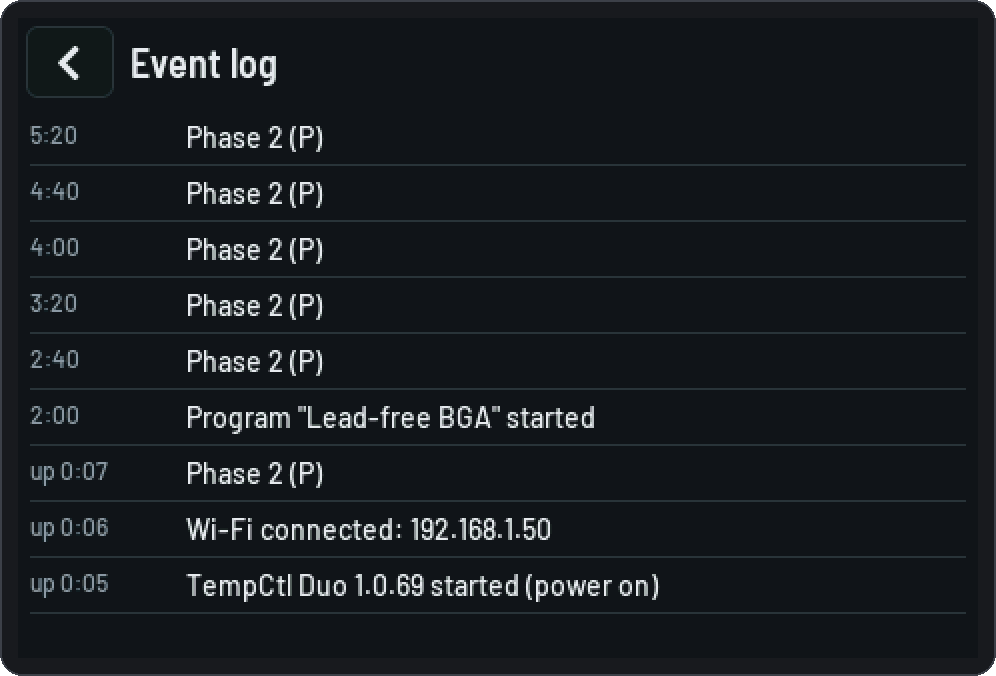 Event log
5:20 Phase 2 (P)
4:40 Phase 2 (P)
4:00 Phase 2 (P)
3:20 Phase 2 (P)
2:40 Phase 2 (P)
2:00 Program "Lead-free BGA" started
up 0:07 Phase 2 (P)
up 0:06 Wi-Fi connected: 192.168.1.50
up 0:05 TempCtl Duo 1.0.69 started (power on)